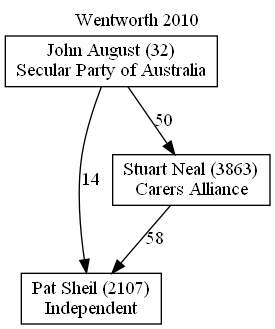 Wentworth 2010
John August (32)
Secular Party of Australia
50
Stuart Neal (3863)
Carers Alliance
14
58
Pat Sheil (2107)
Independent